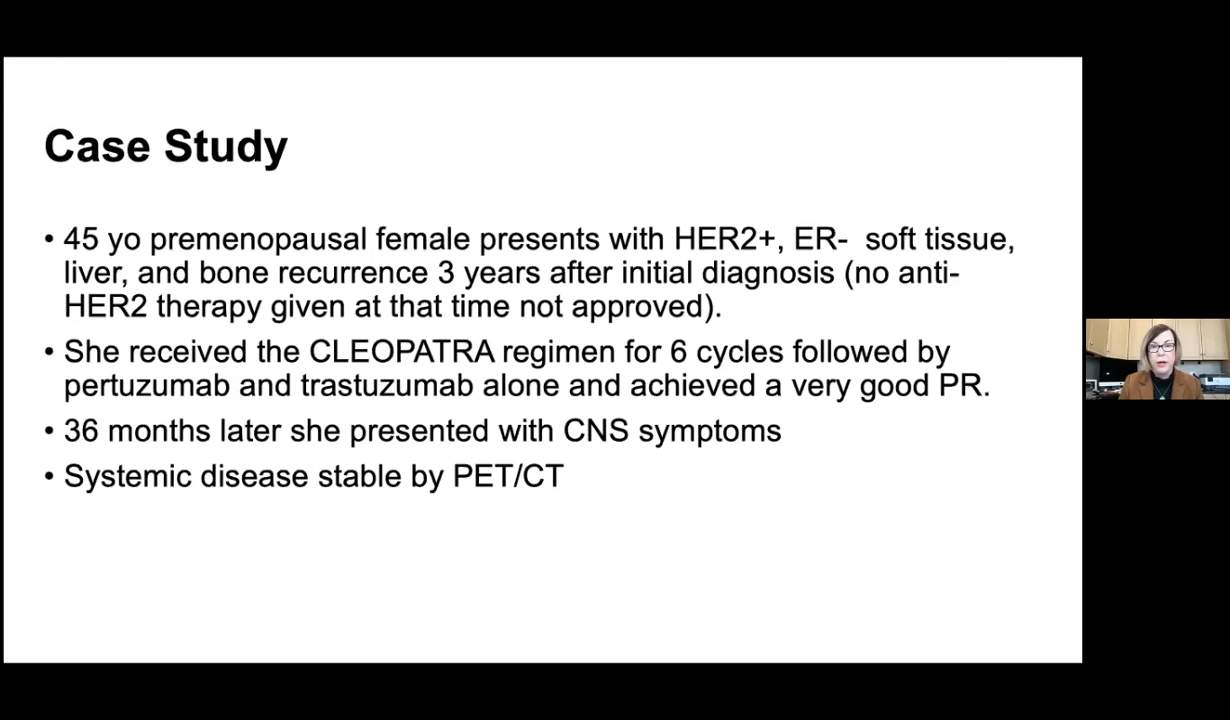 Case Study
• 45 yo premenopausal female presents with HER2+, ER- soft tissue,
liver, and bone recurrence 3 years after initial diagnosis (no anti-
HER2 therapy given at that time not approved).
• She received the CLEOPATRA regimen for 6 cycles followed by
pertuzumab and trastuzumab alone and achieved a very good PR.
• 36 months later she presented with CNS symptoms
• Systemic disease stable by PET/CT